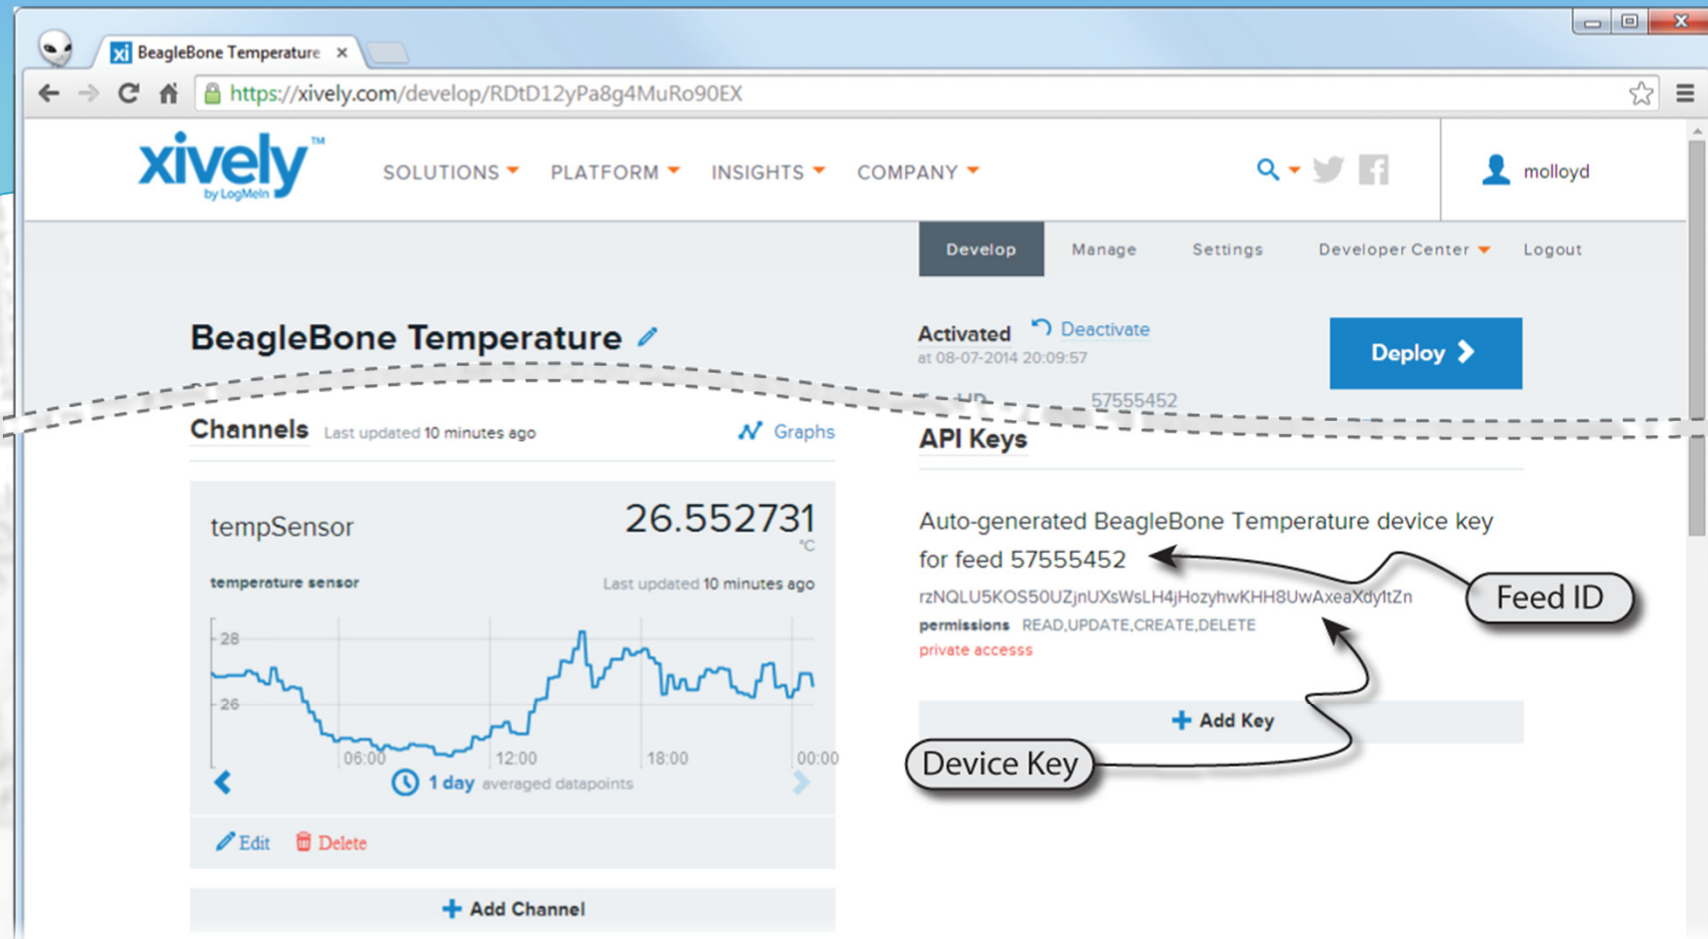 BeagleBone Temperature
https://xively.com/develop/RDtD12yPa8g4MuRo90EX
xively™
by LogMeIn
SOLUTIONS PLATFORM INSIGHTS COMPANY
molloyd
Develop Manage Settings Developer Center Logout
BeagleBone Temperature
Activated Deactivate
at 08-07-2014 20:09:57
Deploy
57555452
Channels Last updated 10 minutes ago Graphs
API Keys
tempSensor 26.552731
°C
temperature sensor Last updated 10 minutes ago
28
26
06:00 12:00 18:00 00:00
1 day averaged datapoints
Edit Delete
Add Channel
Auto-generated BeagleBone Temperature device key
for feed 57555452
rzNQLU5KOS50UZjnUXsWsLH4jHozyhwKHH8UwAxeaXdyItZn
permissions READ,UPDATE,CREATE,DELETE
private accesss
Add Key
Feed ID
Device Key